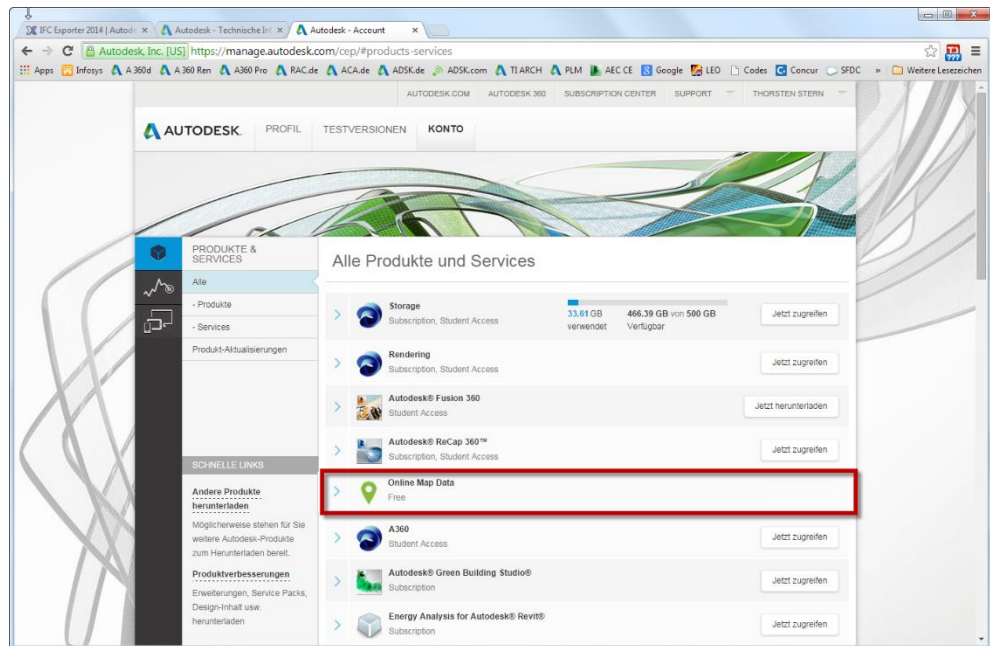 IFC Exporter 2014 | Autod
Autodesk - Technische In
Autodesk - Account
Autodesk, Inc. [US] https://manage.autodesk.com/cep/#products-services
Apps Infosys A 360d A 360 Ren A360 Pro RAC.de ACA.de ADSK.de ADSK.com TI ARCH PLM AEC CE Google LEO Codes Concur SFDC » Weitere Lesezeichen
AUTODESK.COM AUTODESK 360 SUBSCRIPTION CENTER SUPPORT THORSTEN STERN
AUTODESK. PROFIL TESTVERSIONEN KONTO
PRODUKTE &
SERVICES
Alle
- Produkte
- Services
Produkt-Aktualisierungen
SCHNELLE LINKS
Andere Produkte
herunterladen
Möglicherweise stehen für Sie
weitere Autodesk-Produkte
zum Herunterladen bereit.
Produktverbesserungen
Erweiterungen, Service Packs,
Design-Inhalt usw.
herunterladen
Alle Produkte und Services
Storage
Subscription, Student Access
33.61 GB 466.39 GB von 500 GB
verwendet Verfügbar
Jetzt zugreifen
Rendering
Subscription, Student Access
Jetzt zugreifen
Autodesk® Fusion 360
Student Access
Jetzt herunterladen
Autodesk® ReCap 360™
Subscription, Student Access
Jetzt zugreifen
Online Map Data
Free
A360
Student Access
Jetzt zugreifen
Autodesk® Green Building Studio®
Subscription
Jetzt zugreifen
Energy Analysis for Autodesk® Revit®
Subscription
Jetzt zugreifen